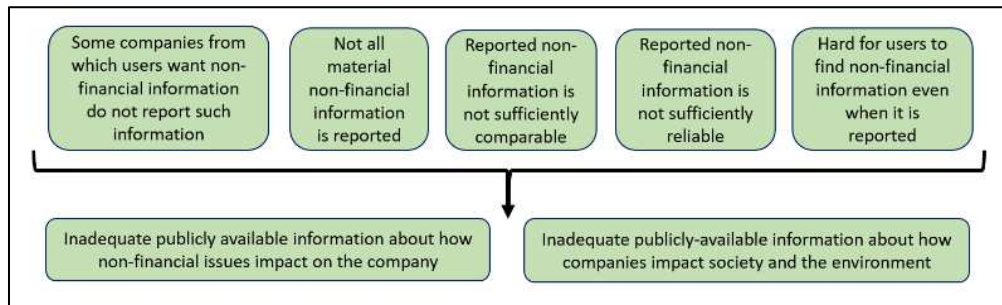 Some companies from
which users want non-
financial information
do not report such
information
Not all
material
non-financial
information
is reported
Reported non-
financial
information is
not sufficiently
comparable
Reported non-
financial
information is
not sufficiently
reliable
Hard for users to
find non-financial
information even
when it is
reported
Inadequate publicly available information about how
non-financial issues impact on the company
Inadequate publicly-available information about how
companies impact society and the environment